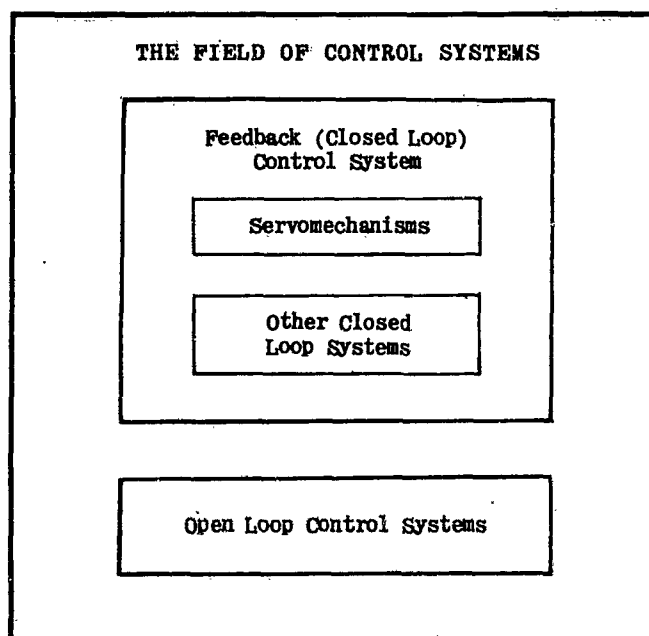 THE FIELD OF CONTROL SYSTEMS
Feedback (Closed Loop)
Control System
Servomechanisms
Other Closed
Loop Systems
Open Loop Control Systems